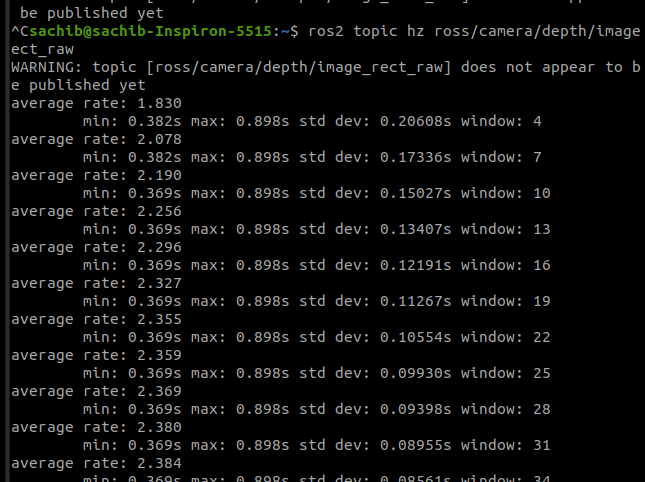 be published yet
^Csachib@sachib-Inspiron-5515:~$ ros2 topic hz ross/camera/depth/image
ect_raw
WARNING: topic [ross/camera/depth/image_rect_raw] does not appear to b
e published yet
average rate: 1.830
min: 0.382s max: 0.898s std dev: 0.20608s window: 4
average rate: 2.078
min: 0.382s max: 0.898s std dev: 0.17336s window: 7
average rate: 2.190
min: 0.369s max: 0.898s std dev: 0.15027s window: 10
average rate: 2.256
min: 0.369s max: 0.898s std dev: 0.13407s window: 13
average rate: 2.296
min: 0.369s max: 0.898s std dev: 0.12191s window: 16
average rate: 2.327
min: 0.369s max: 0.898s std dev: 0.11267s window: 19
average rate: 2.355
min: 0.369s max: 0.898s std dev: 0.10554s window: 22
average rate: 2.359
min: 0.369s max: 0.898s std dev: 0.09930s window: 25
average rate: 2.369
min: 0.369s max: 0.898s std dev: 0.09398s window: 28
average rate: 2.380
min: 0.369s max: 0.898s std dev: 0.08955s window: 31
average rate: 2.384
min: 0.369s max: 0.898s std dev: 0.08561s window: 34